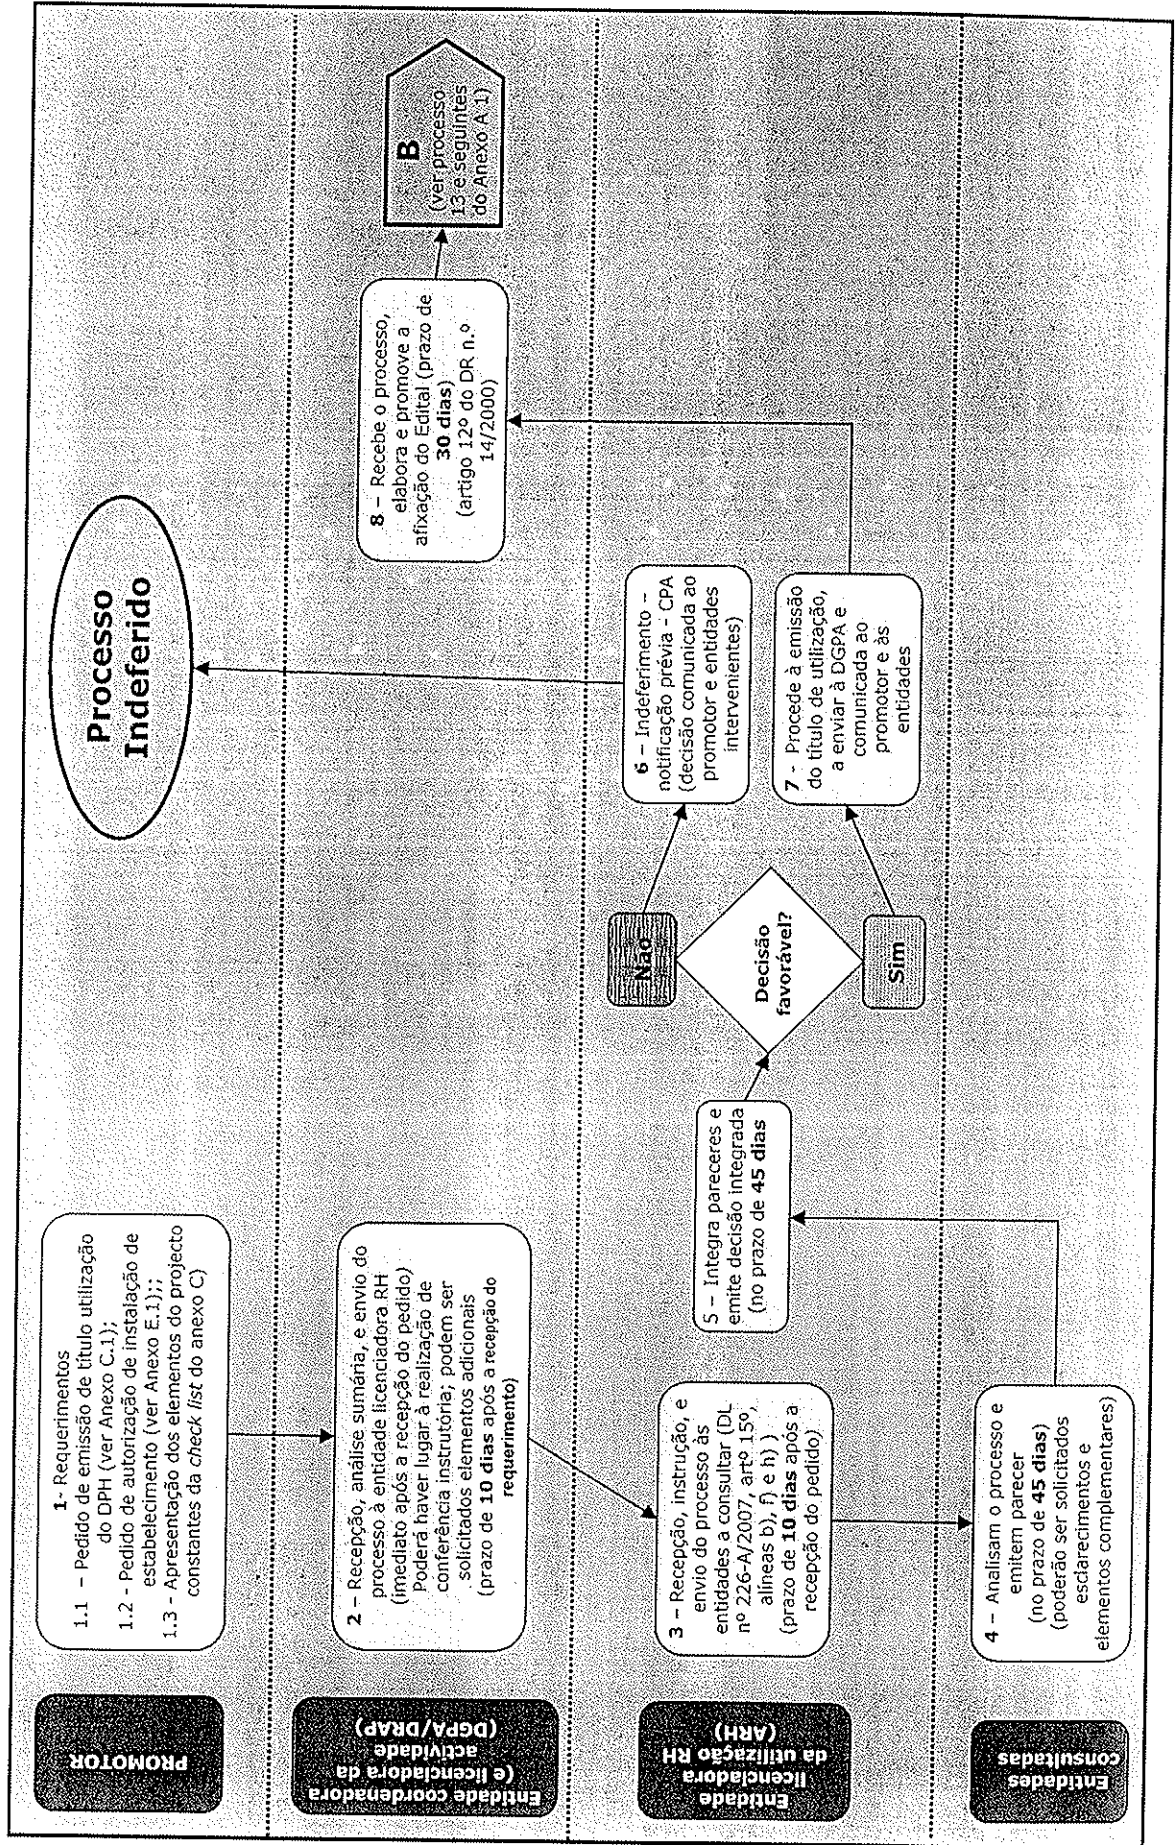 PROMOTOR
1- Requerimentos
1.1 – Pedido de emissão de título utilização
do DPH (ver Anexo C.1);
1.2 - Pedido de autorização de instalação de
estabelecimento (ver Anexo E.1);;
1.3 - Apresentação dos elementos do projecto
constantes da check list do anexo C)
Processo
Indeferido
Entidade coordenadora
(e licenciadora da
actividade
(DGPA/DRAP)
2 – Recepção, análise sumária, e envio do
processo à entidade licenciadora RH
(imediato após a recepção do pedido)
Poderá haver lugar à realização de
conferência instrutória; podem ser
solicitados elementos adicionais
(prazo de 10 dias após a recepção do
requerimento)
8 – Recebe o processo,
elabora e promove a
afixação do Edital (prazo de
30 dias)
(artigo 12º do DR n.º
14/2000)
B
(ver processo
13 e seguintes
do Anexo A 1)
Entidade
licenciadora
da utilização RH
(ARH)
3 – Recepção, instrução, e
envio do processo às
entidades a consultar (DL
nº 226-A/2007, artº 15º,
alíneas b), f) e h) )
(prazo de 10 dias após a
recepção do pedido)
5 – Integra pareceres e
emite decisão integrada
(no prazo de 45 dias
Não
Decisão
favorável?
Sim
6 – Indeferimento –
notificação prévia - CPA
(decisão comunicada ao
promotor e entidades
intervenientes)
7 - Procede à emissão
do título de utilização,
a enviar à DGPA e
comunicada ao
promotor e às
entidades
Entidades
consultadas
4 – Analisam o processo e
emitem parecer
(no prazo de 45 dias)
(poderão ser solicitados
esclarecimentos e
elementos complementares)